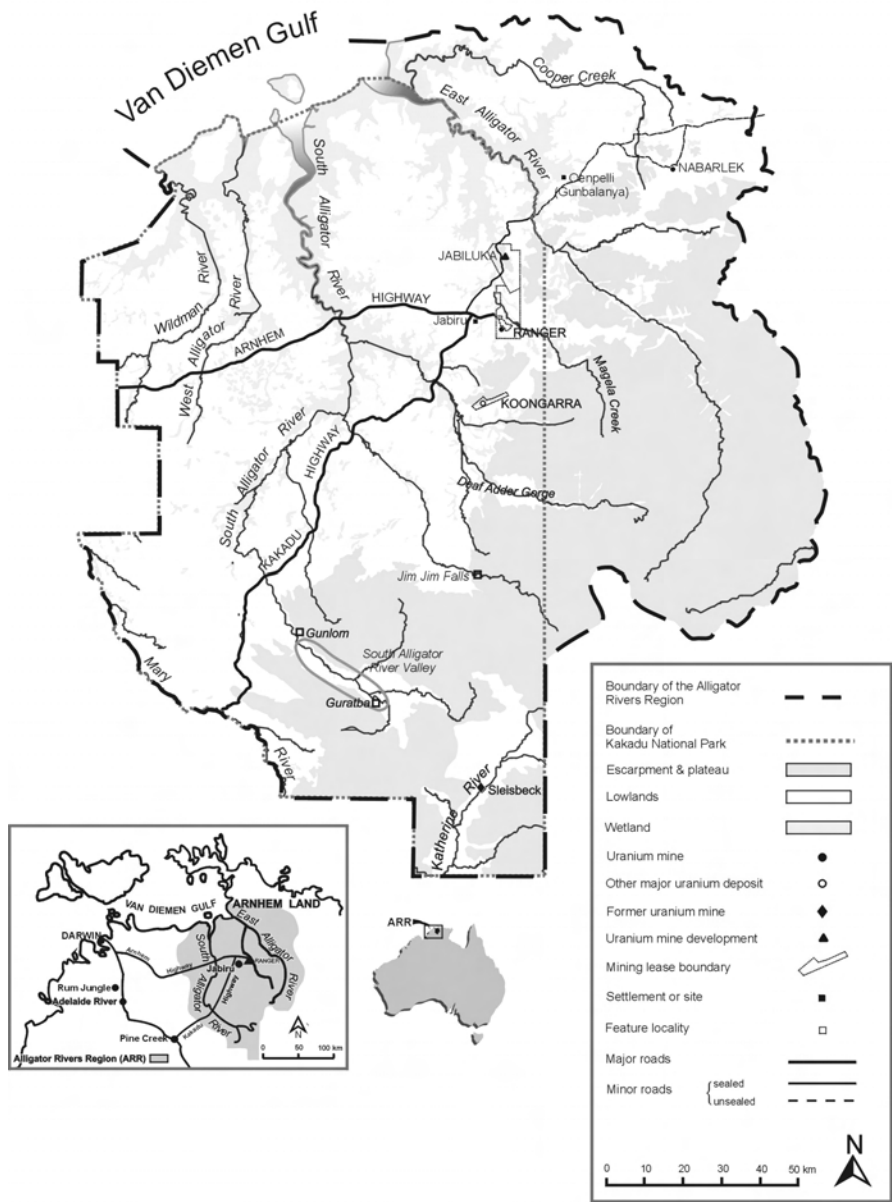 Van Diemen Gulf
Cooper Creek
East Alligator River
South Alligator River
NABARLEK
Oenpelli
(Gunbalanya)
JABILUKA
Wildman River
West Alligator River
ARNHEM HIGHWAY
Jabiru
RANGER
Magela Creek
KOONGARRA
South Alligator River
KAKADU HIGHWAY
Deaf Adder Gorge
Jim Jim Falls
Gunlom
South Alligator
River Valley
Guratba
Mary River
Katherine River
Sleisbeck
Boundary of the Alligator
Rivers Region
Boundary of
Kakadu National Park
Escarpment & plateau
Lowlands
Wetland
Uranium mine
Other major uranium deposit
Former uranium mine
Uranium mine development
Mining lease boundary
Settlement or site
Feature locality
Major roads
Minor roads
sealed
unsealed
N
0 10 20 30 40 50 km
VAN DIEMEN GULF
ARNHEM LAND
DARWIN
East Alligator River
South Alligator River
Arnhem Highway
Jabiru
RANGER
Rum Jungle
Adelaide River
Kakadu Highway
Pine Creek
N
Alligator Rivers Region (ARR)
0 50 100 km
ARR